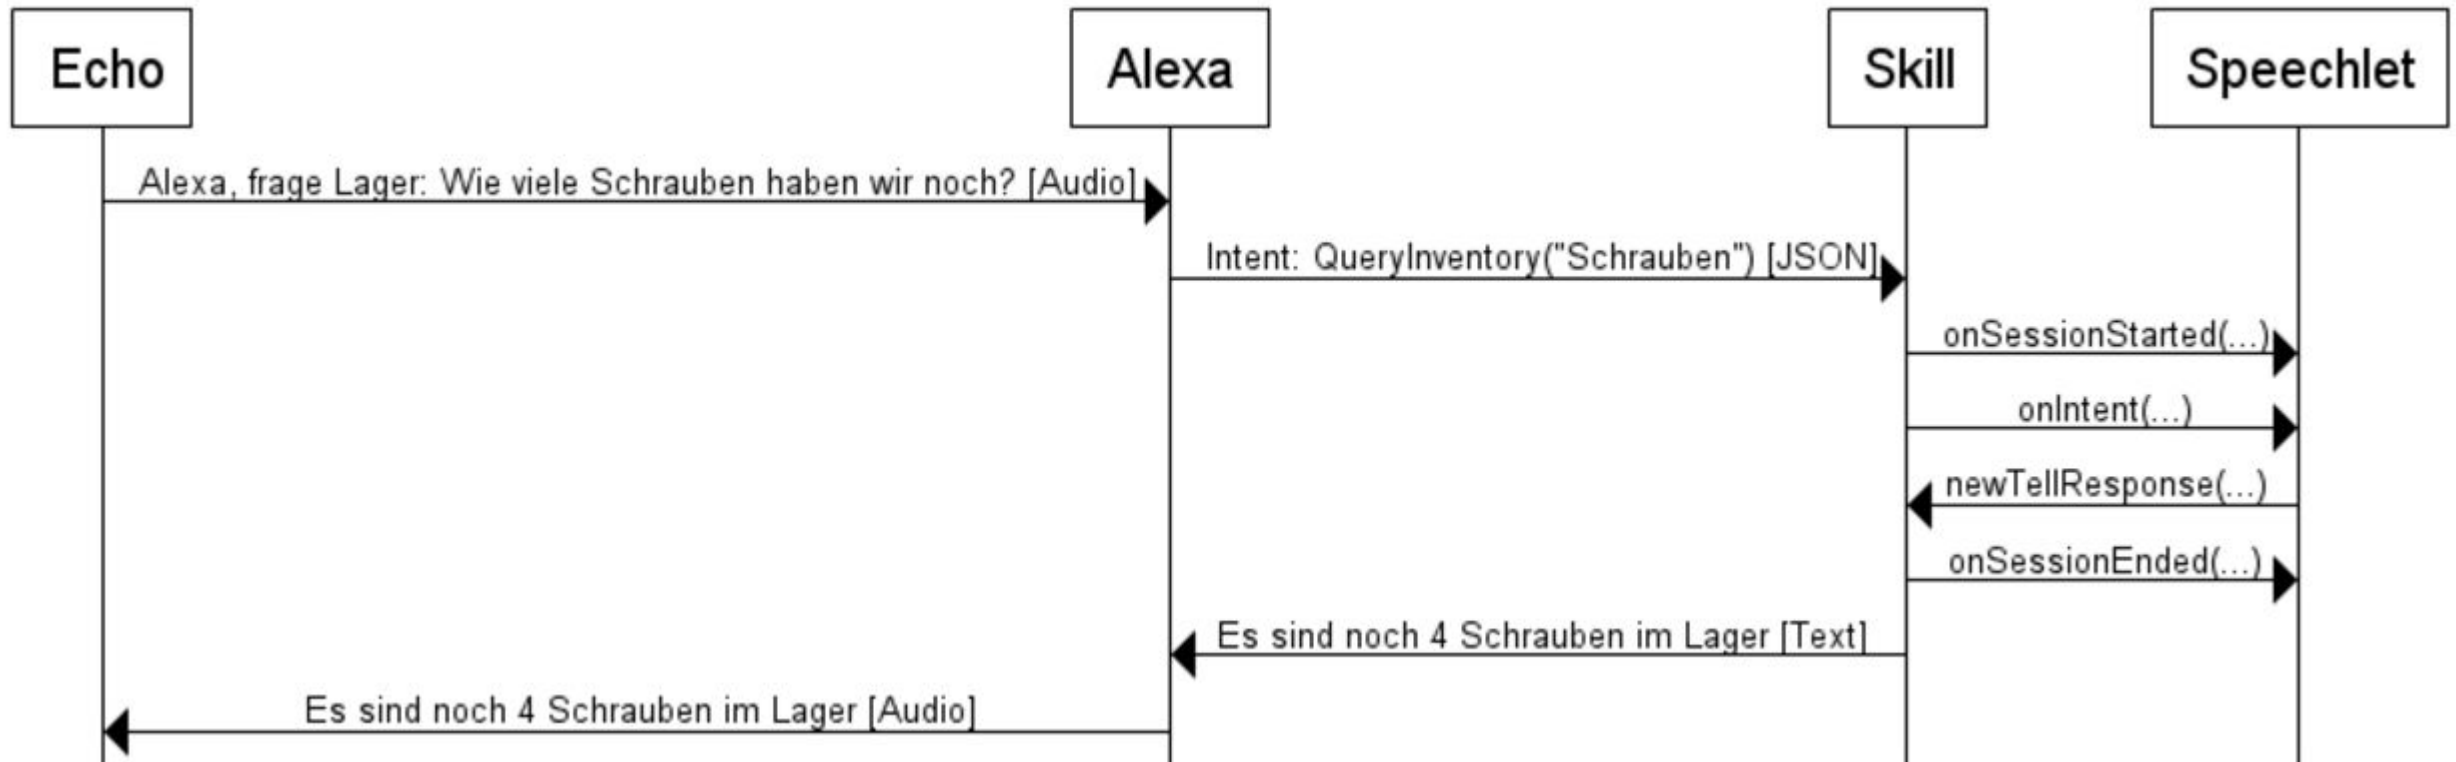 Echo
Alexa
Skill
Speechlet
Alexa, frage Lager: Wie viele Schrauben haben wir noch? [Audio]
Intent: QueryInventory("Schrauben") [JSON]
onSessionStarted(...)
onIntent(...)
newTellResponse(...)
onSessionEnded(...)
Es sind noch 4 Schrauben im Lager [Text]
Es sind noch 4 Schrauben im Lager [Audio]